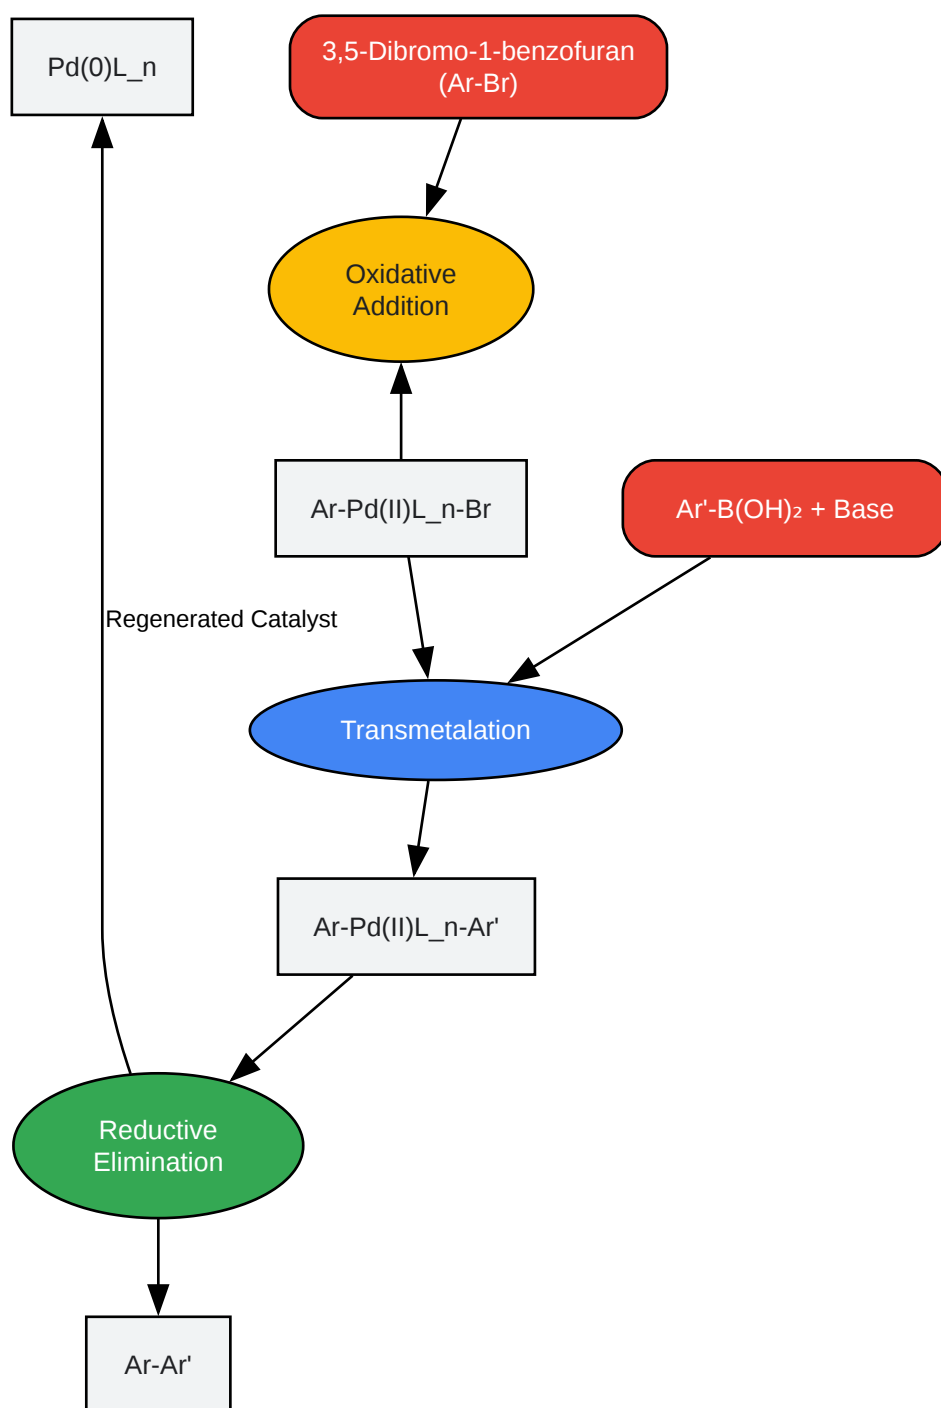 Pd(0)L_n
3,5-Dibromo-1-benzofuran
(Ar-Br)
Oxidative
Addition
Ar-Pd(II)L_n-Br
Ar'-B(OH)₂ + Base
Regenerated Catalyst
Transmetalation
Ar-Pd(II)L_n-Ar'
Reductive
Elimination
Ar-Ar'